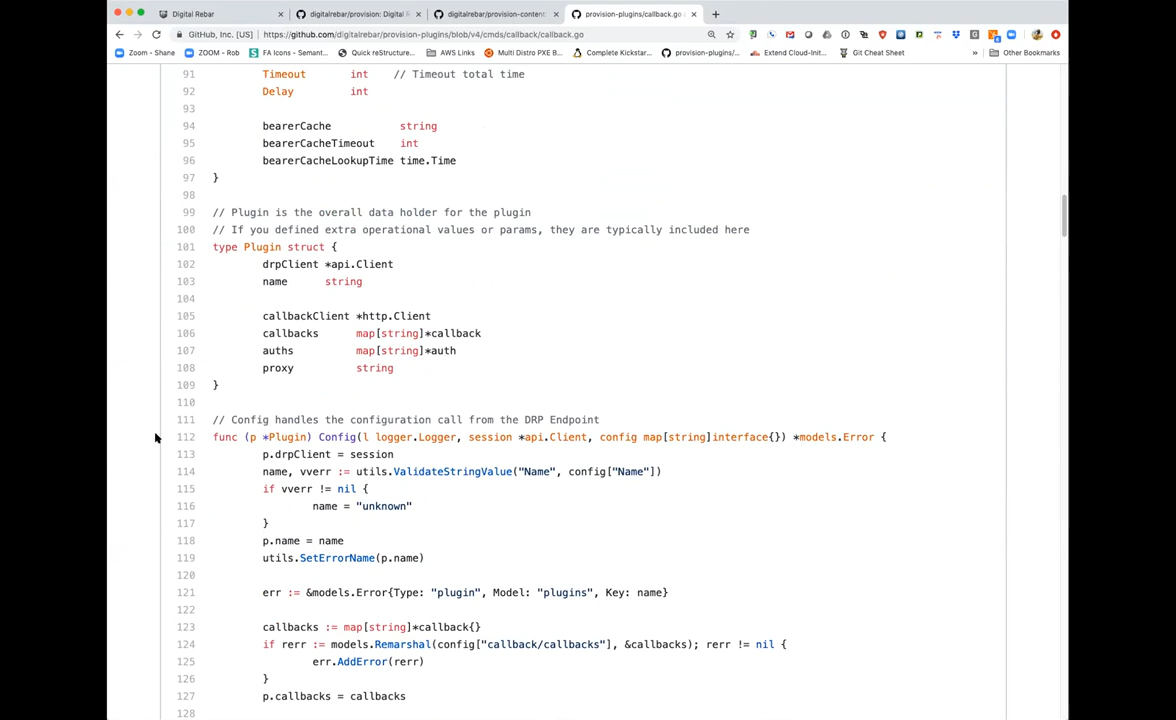 Digital Rebar
digitalrebar/provision: Digital R
digitalrebar/provision-content
provision-plugins/callback.go
GitHub, Inc. [US] https://github.com/digitalrebar/provision-plugins/blob/v4/cmds/callback/callback.go
Zoom - Shane ZOOM - Rob FA Icons – Semant... Quick reStructure... AWS Links Multi Distro PXE B... Complete Kickstar... provision-plugins/... Extend Cloud-Init... Git Cheat Sheet » Other Bookmarks
91 Timeout int // Timeout total time
92 Delay int
93
94 bearerCache string
95 bearerCacheTimeout int
96 bearerCacheLookupTime time.Time
97 }
98
99 // Plugin is the overall data holder for the plugin
100 // If you defined extra operational values or params, they are typically included here
101 type Plugin struct {
102 drpClient *api.Client
103 name string
104
105 callbackClient *http.Client
106 callbacks map[string]*callback
107 auths map[string]*auth
108 proxy string
109 }
110
111 // Config handles the configuration call from the DRP Endpoint
112 func (p *Plugin) Config(l logger.Logger, session *api.Client, config map[string]interface{}) *models.Error {
113 p.drpClient = session
114 name, vverr := utils.ValidateStringValue("Name", config["Name"])
115 if vverr != nil {
116 name = "unknown"
117 }
118 p.name = name
119 utils.SetErrorName(p.name)
120
121 err := &models.Error{Type: "plugin", Model: "plugins", Key: name}
122
123 callbacks := map[string]*callback{}
124 if rerr := models.Remarshal(config["callback/callbacks"], &callbacks); rerr != nil {
125 err.AddError(rerr)
126 }
127 p.callbacks = callbacks
128